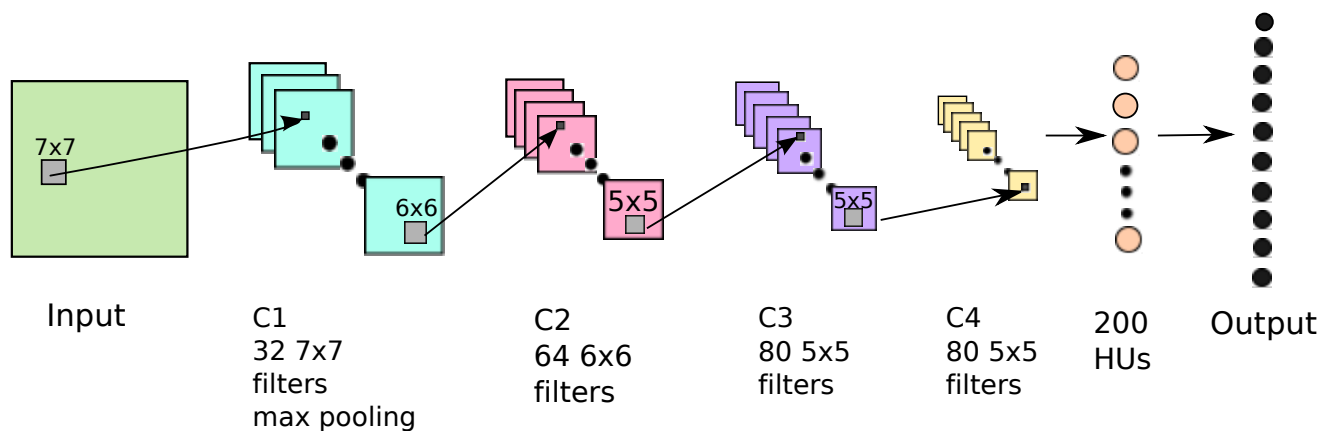 7x7
6x6
5x5
5x5
Input
C1
32 7x7
filters
max pooling
C2
64 6x6
filters
C3
80 5x5
filters
C4
80 5x5
filters
200
HUs
Output